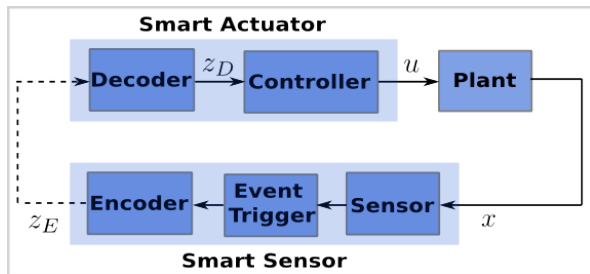 Smart Actuator
Decoder
z_D
Controller
u
Plant
Encoder
Event
Trigger
Sensor
z_E
x
Smart Sensor